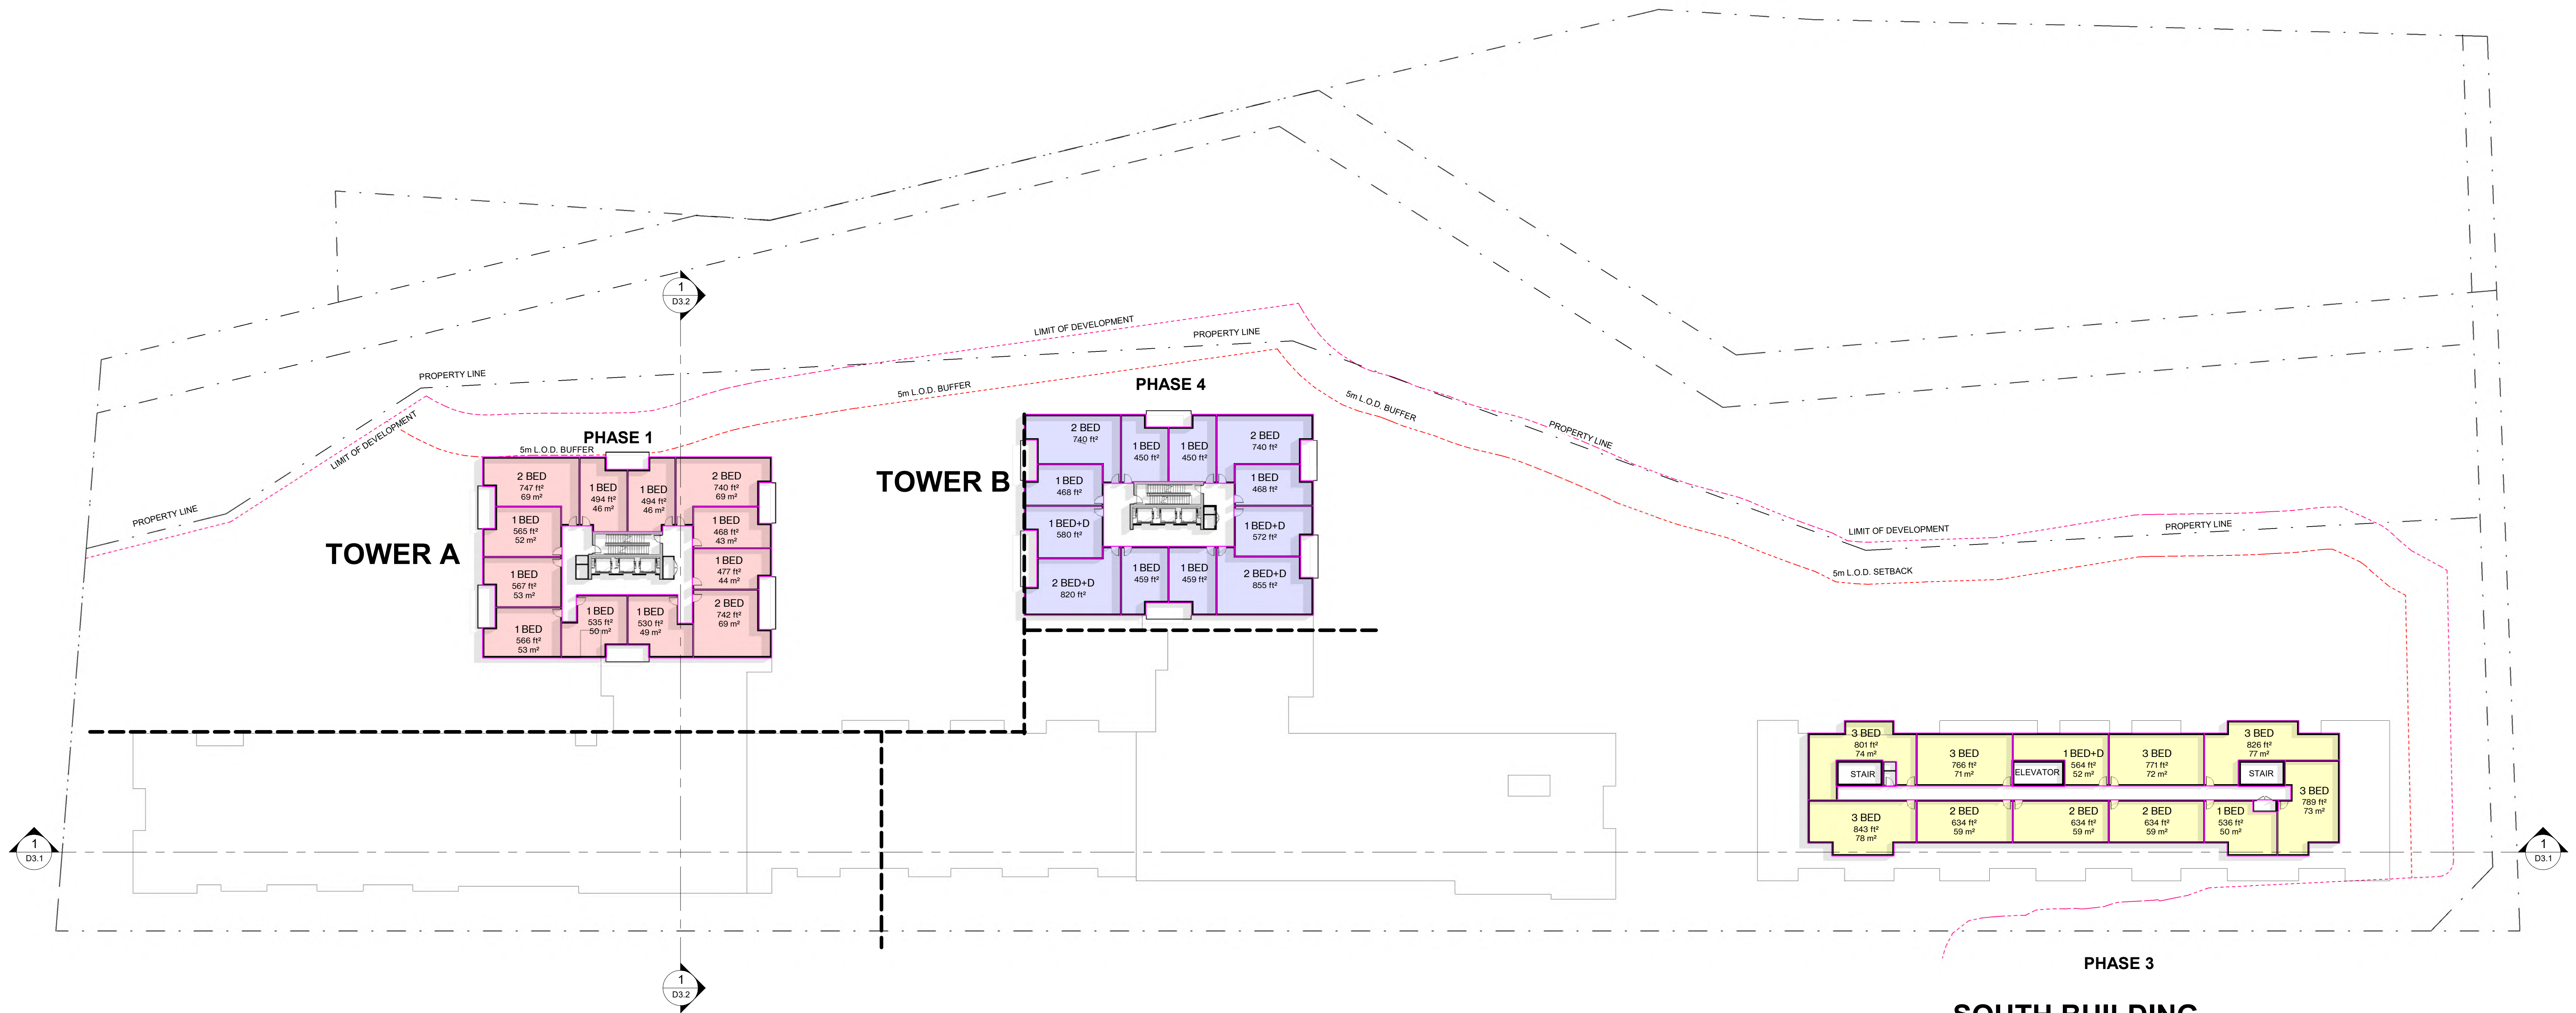 1
D3.2
LIMIT OF DEVELOPMENT
PROPERTY LINE
PROPERTY LINE
5m L.O.D. BUFFER
PHASE 4
5m L.O.D. BUFFER
LIMIT OF DEVELOPMENT
PROPERTY LINE
PHASE 1
5m L.O.D. BUFFER
PROPERTY LINE
TOWER A
2 BED
747 ft²
69 m²
1 BED
494 ft²
46 m²
1 BED
494 ft²
46 m²
2 BED
740 ft²
69 m²
1 BED
565 ft²
52 m²
1 BED
468 ft²
43 m²
1 BED
567 ft²
53 m²
1 BED
477 ft²
44 m²
1 BED
566 ft²
53 m²
1 BED
535 ft²
50 m²
1 BED
530 ft²
49 m²
2 BED
742 ft²
69 m²
TOWER B
2 BED
740 ft²
1 BED
450 ft²
1 BED
450 ft²
2 BED
740 ft²
1 BED
468 ft²
1 BED
468 ft²
1 BED+D
580 ft²
1 BED+D
572 ft²
2 BED+D
820 ft²
1 BED
459 ft²
1 BED
459 ft²
2 BED+D
855 ft²
LIMIT OF DEVELOPMENT
PROPERTY LINE
5m L.O.D. SETBACK
3 BED
801 ft²
74 m²
3 BED
766 ft²
71 m²
1 BED+D
564 ft²
52 m²
3 BED
771 ft²
72 m²
3 BED
826 ft²
77 m²
STAIR
ELEVATOR
STAIR
3 BED
789 ft²
73 m²
3 BED
843 ft²
78 m²
2 BED
634 ft²
59 m²
2 BED
634 ft²
59 m²
2 BED
634 ft²
59 m²
1 BED
536 ft²
50 m²
1
D3.1
1
D3.1
PHASE 3
1
D3.2
SOUTH BUILDING